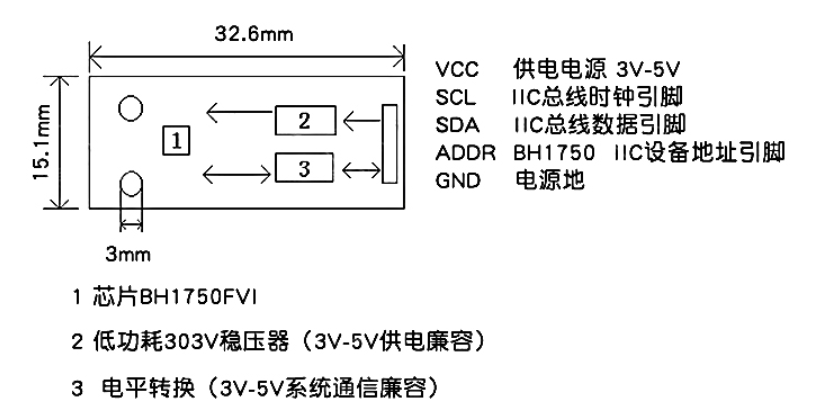 32.6mm
15.1mm
1
2
3
3mm
VCC 供电电源 3V-5V
SCL IIC总线时钟引脚
SDA IIC总线数据引脚
ADDR BH1750 IIC设备地址引脚
GND 电源地
1 芯片BH1750FVI
2 低功耗303V稳压器（3V-5V供电廉容）
3 电平转换（3V-5V系统通信廉容）